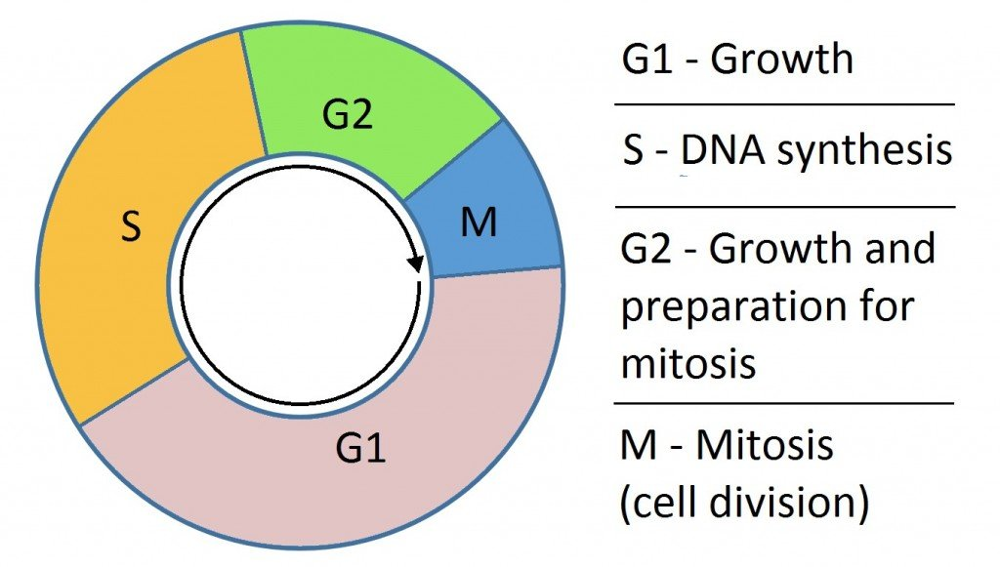 G2
S
M
G1
G1 - Growth
S - DNA synthesis
G2 - Growth and
preparation for
mitosis
M - Mitosis
(cell division)